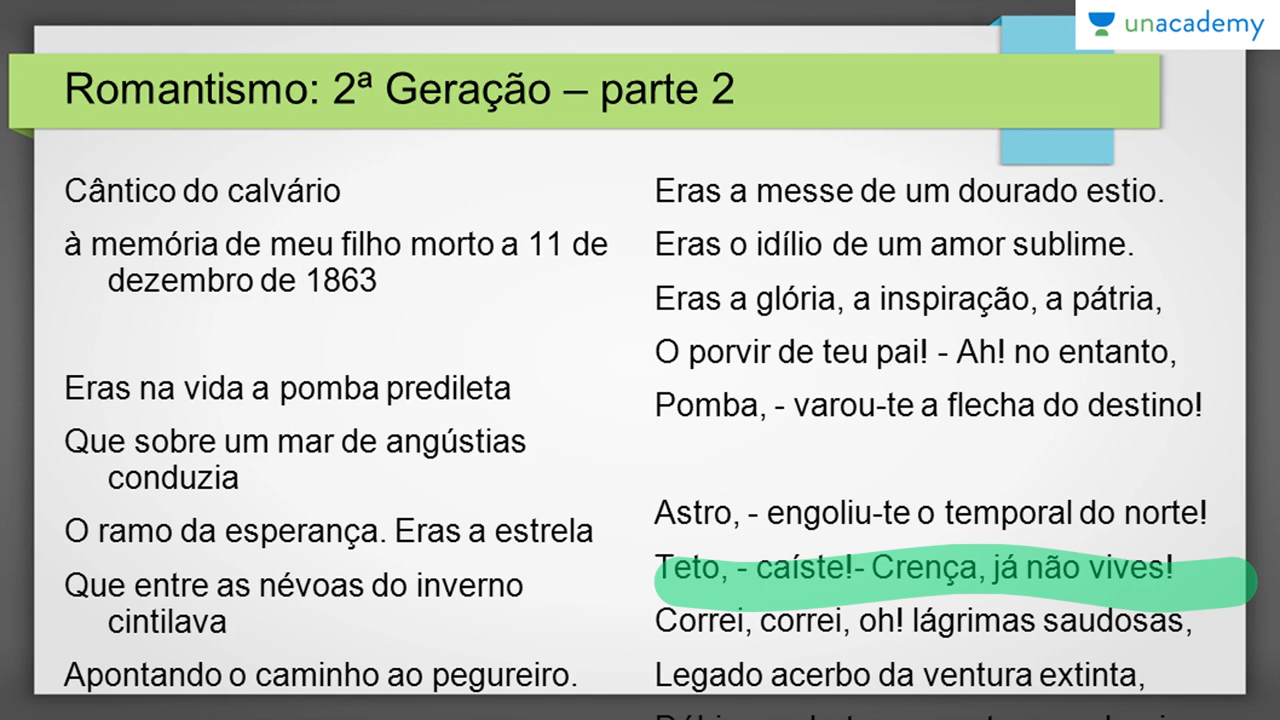 unacademy
Romantismo: 2ª Geração – parte 2
Cântico do calvário
à memória de meu filho morto a 11 de
dezembro de 1863
Eras na vida a pomba predileta
Que sobre um mar de angústias
conduzia
O ramo da esperança. Eras a estrela
Que entre as névoas do inverno
cintilava
Apontando o caminho ao pegureiro.
Eras a messe de um dourado estio.
Eras o idílio de um amor sublime.
Eras a glória, a inspiração, a pátria,
O porvir de teu pai! - Ah! no entanto,
Pomba, - varou-te a flecha do destino!
Astro, - engoliu-te o temporal do norte!
Teto, - caíste!- Crença, já não vives!
Correi, correi, oh! lágrimas saudosas,
Legado acerbo da ventura extinta,